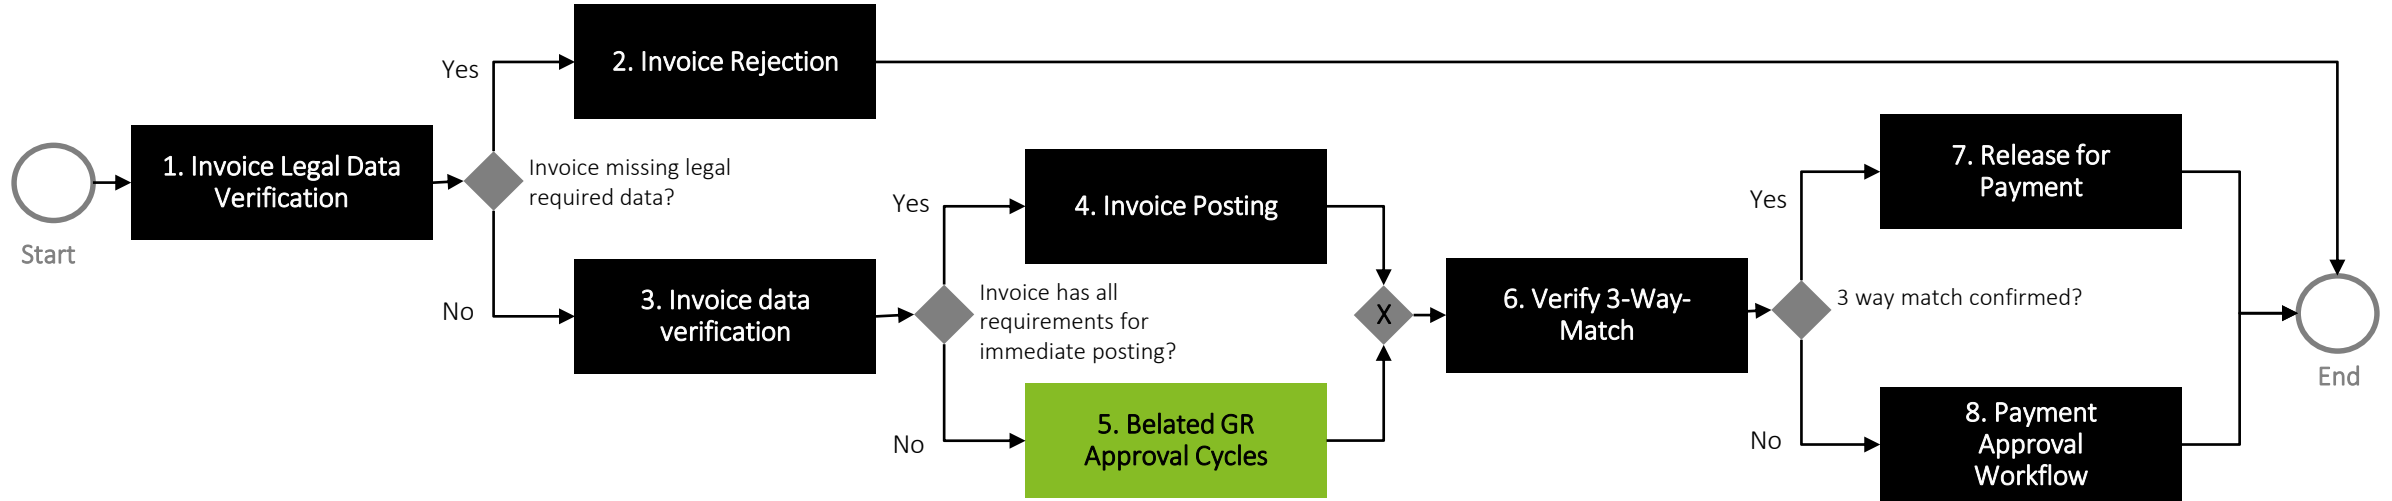 Start
1. Invoice Legal Data
Verification
Yes
No
Invoice missing legal
required data?
2. Invoice Rejection
3. Invoice data
verification
Yes
No
Invoice has all
requirements for
immediate posting?
4. Invoice Posting
5. Belated GR
Approval Cycles
X
6. Verify 3-Way-
Match
Yes
No
3 way match confirmed?
7. Release for
Payment
8. Payment
Approval
Workflow
End